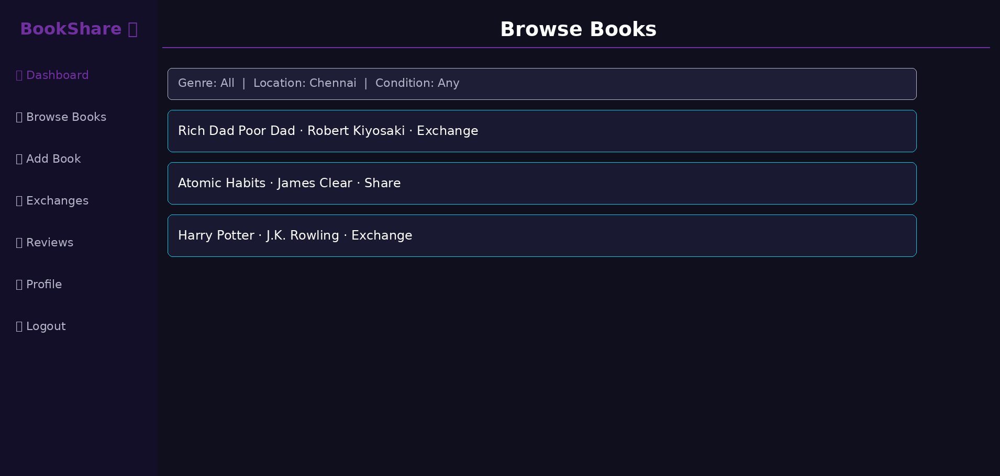 BookShare
Dashboard
Browse Books
Add Book
Exchanges
Reviews
Profile
Logout
Browse Books
Genre: All | Location: Chennai | Condition: Any
Rich Dad Poor Dad · Robert Kiyosaki · Exchange
Atomic Habits · James Clear · Share
Harry Potter · J.K. Rowling · Exchange